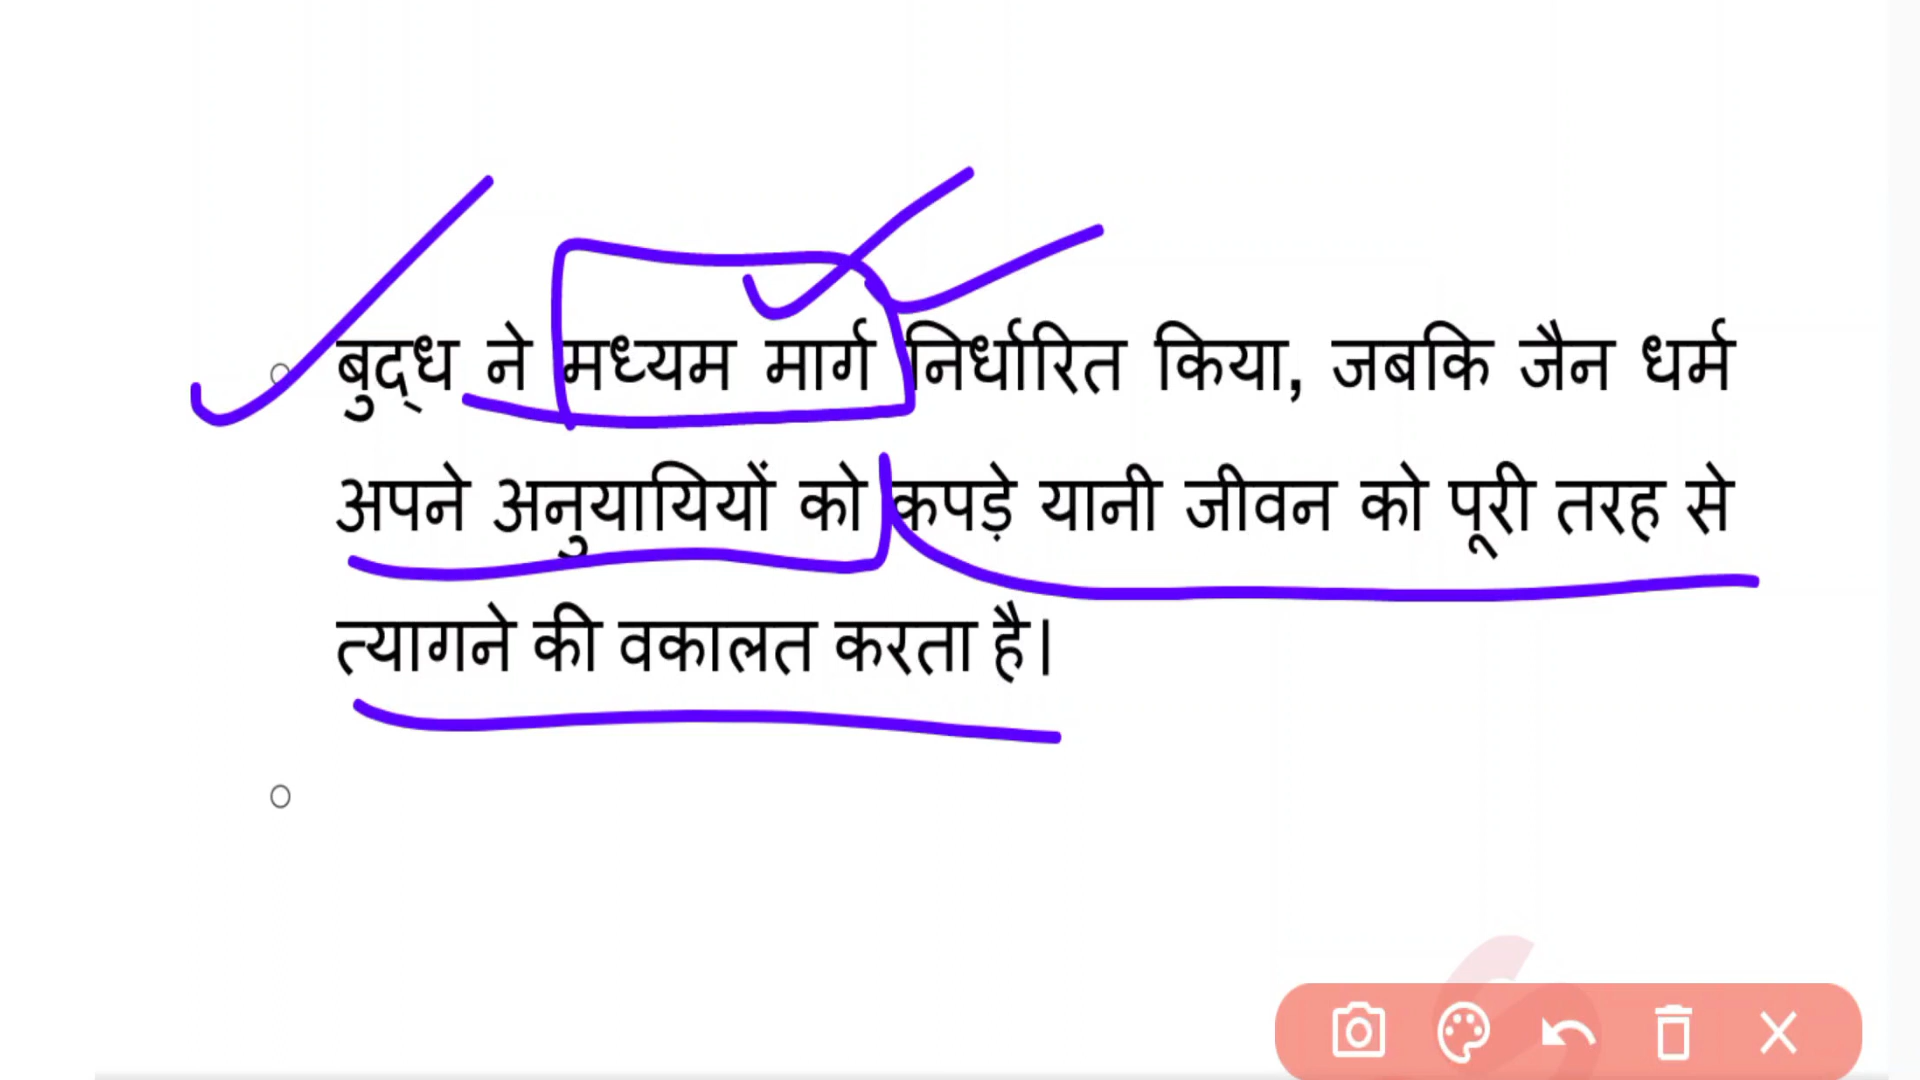 बुद्ध ने मध्यम मार्ग निर्धारित किया, जबकि जैन धर्म
अपने अनुयायियों को कपड़े यानी जीवन को पूरी तरह से
त्यागने की वकालत करता है।